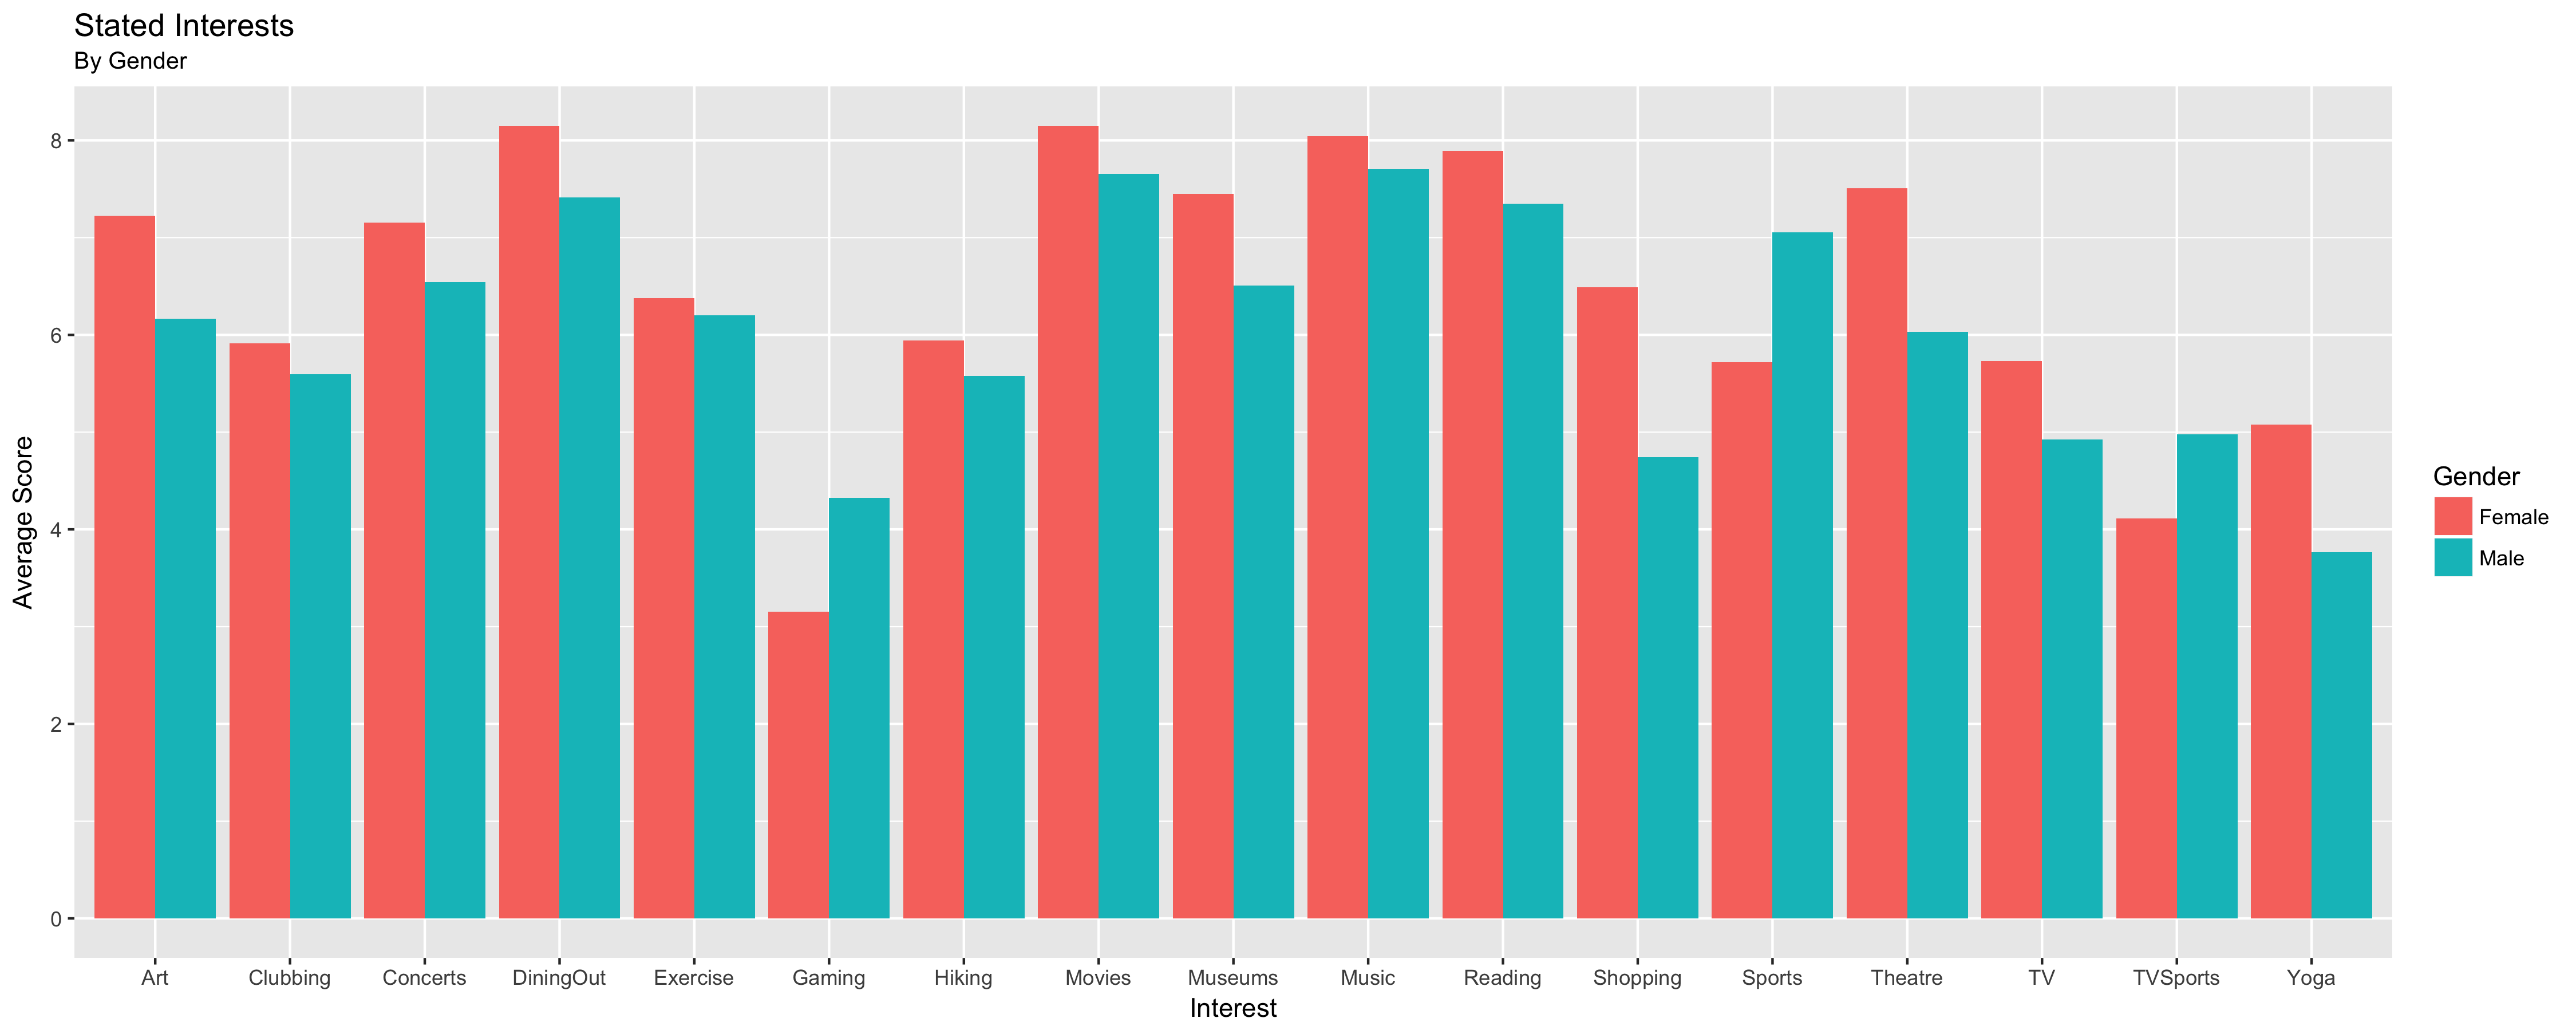 Stated Interests
By Gender
8
6
4
2
0
Average Score
Art Clubbing Concerts DiningOut Exercise Gaming Hiking Movies Museums Music Reading Shopping Sports Theatre TV TVSports Yoga
Interest
Gender
Female
Male